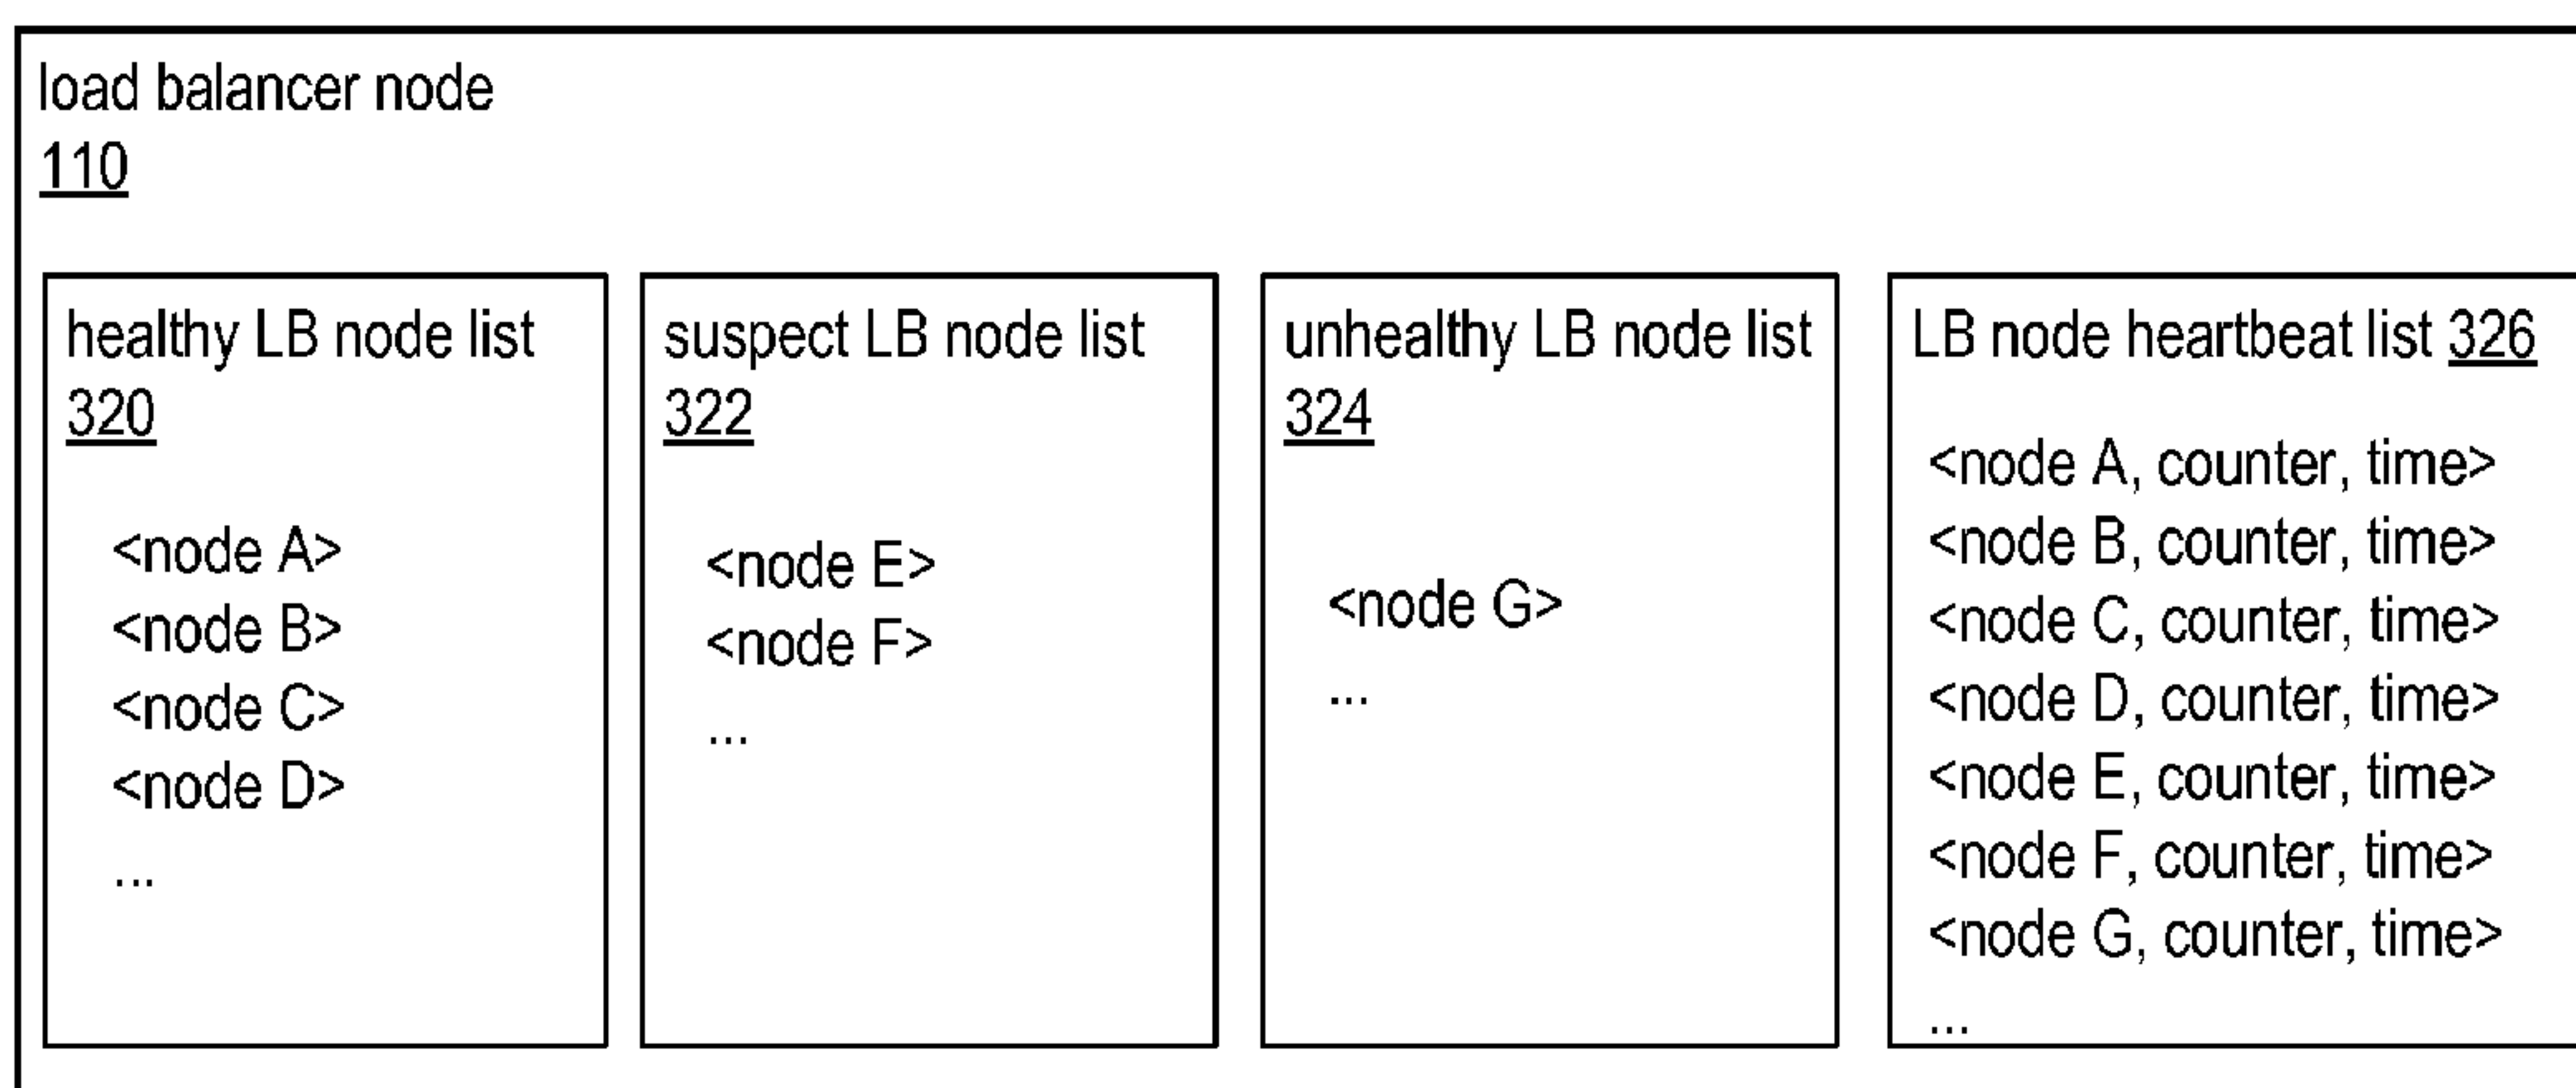 load balancer node
110
healthy LB node list
320
<node A>
<node B>
<node C>
<node D>
...
suspect LB node list
322
<node E>
<node F>
...
unhealthy LB node list
324
<node G>
...
LB node heartbeat list 326
<node A, counter, time>
<node B, counter, time>
<node C, counter, time>
<node D, counter, time>
<node E, counter, time>
<node F, counter, time>
<node G, counter, time>
...